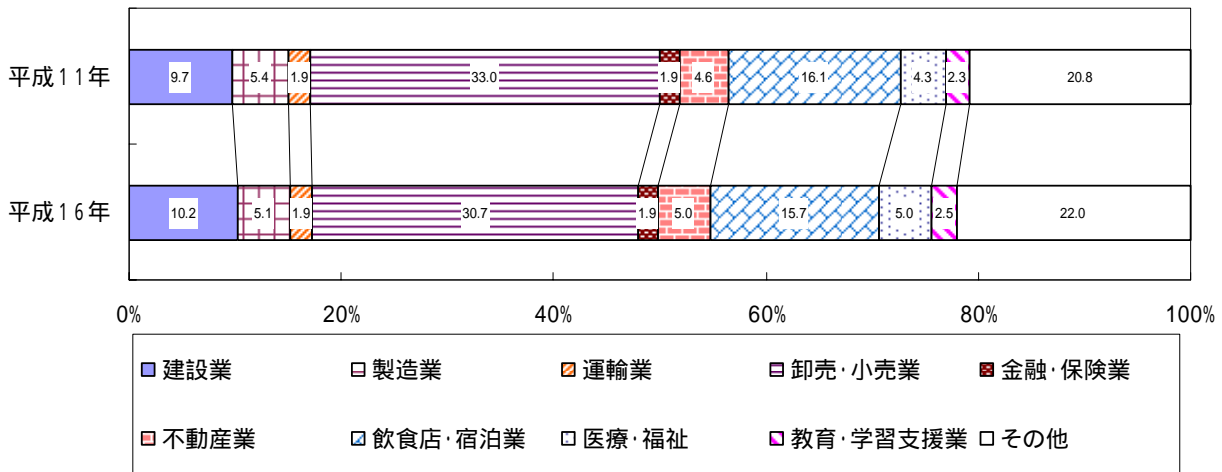 平成11年 9.7 5.4 1.9 33.0 1.9 4.6 16.1 4.3 2.3 20.8
平成16年 10.2 5.1 1.9 30.7 1.9 5.0 15.7 5.0 2.5 22.0
0% 20% 40% 60% 80% 100%
建設業 製造業 運輸業 卸売・小売業 金融・保険業
不動産業 飲食店・宿泊業 医療・福祉 教育・学習支援業 その他